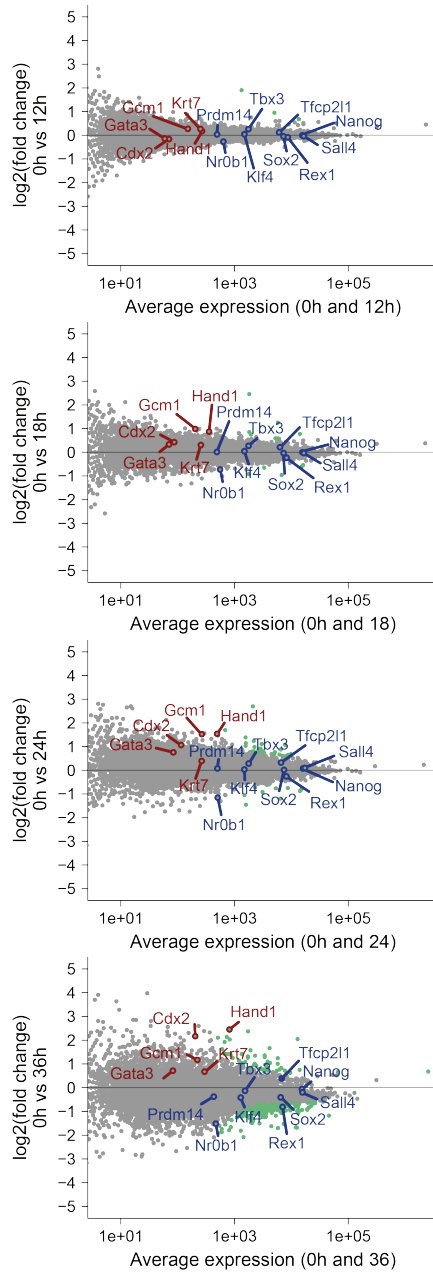 log2(fold change)
0h vs 12h
5
4
3
2
1
0
−1
−2
−3
−4
−5
Gcm1
Krt7
Tbx3
Tfcp2l1
Gata3
Prdm14
Nanog
Cdx2
Hand1
Nr0b1
Sox2
Sall4
Klf4
Rex1
1e+01
1e+03
1e+05
Average expression (0h and 12h)
log2(fold change)
0h vs 18h
5
4
3
2
1
0
−1
−2
−3
−4
−5
Gcm1
Hand1
Prdm14
Cdx2
Tbx3
Tfcp2l1
Nanog
Gata3
Krt7
Klf4
Sall4
Nr0b1
Sox2
Rex1
1e+01
1e+03
1e+05
Average expression (0h and 18)
log2(fold change)
0h vs 24h
5
4
3
2
1
0
−1
−2
−3
−4
−5
Gcm1
Hand1
Cdx2
Tfcp2l1
Gata3
Prdm14
Tbx3
Sall4
Krt7
Klf4
Nanog
Nr0b1
Sox2
Rex1
1e+01
1e+03
1e+05
Average expression (0h and 24)
log2(fold change)
0h vs 36h
5
4
3
2
1
0
−1
−2
−3
−4
−5
Cdx2
Hand1
Gcm1
Krt7
Tfcp2l1
Gata3
Tbx3
Nanog
Prdm14
Klf4
Sall4
Nr0b1
Sox2
Rex1
1e+01
1e+03
1e+05
Average expression (0h and 36)